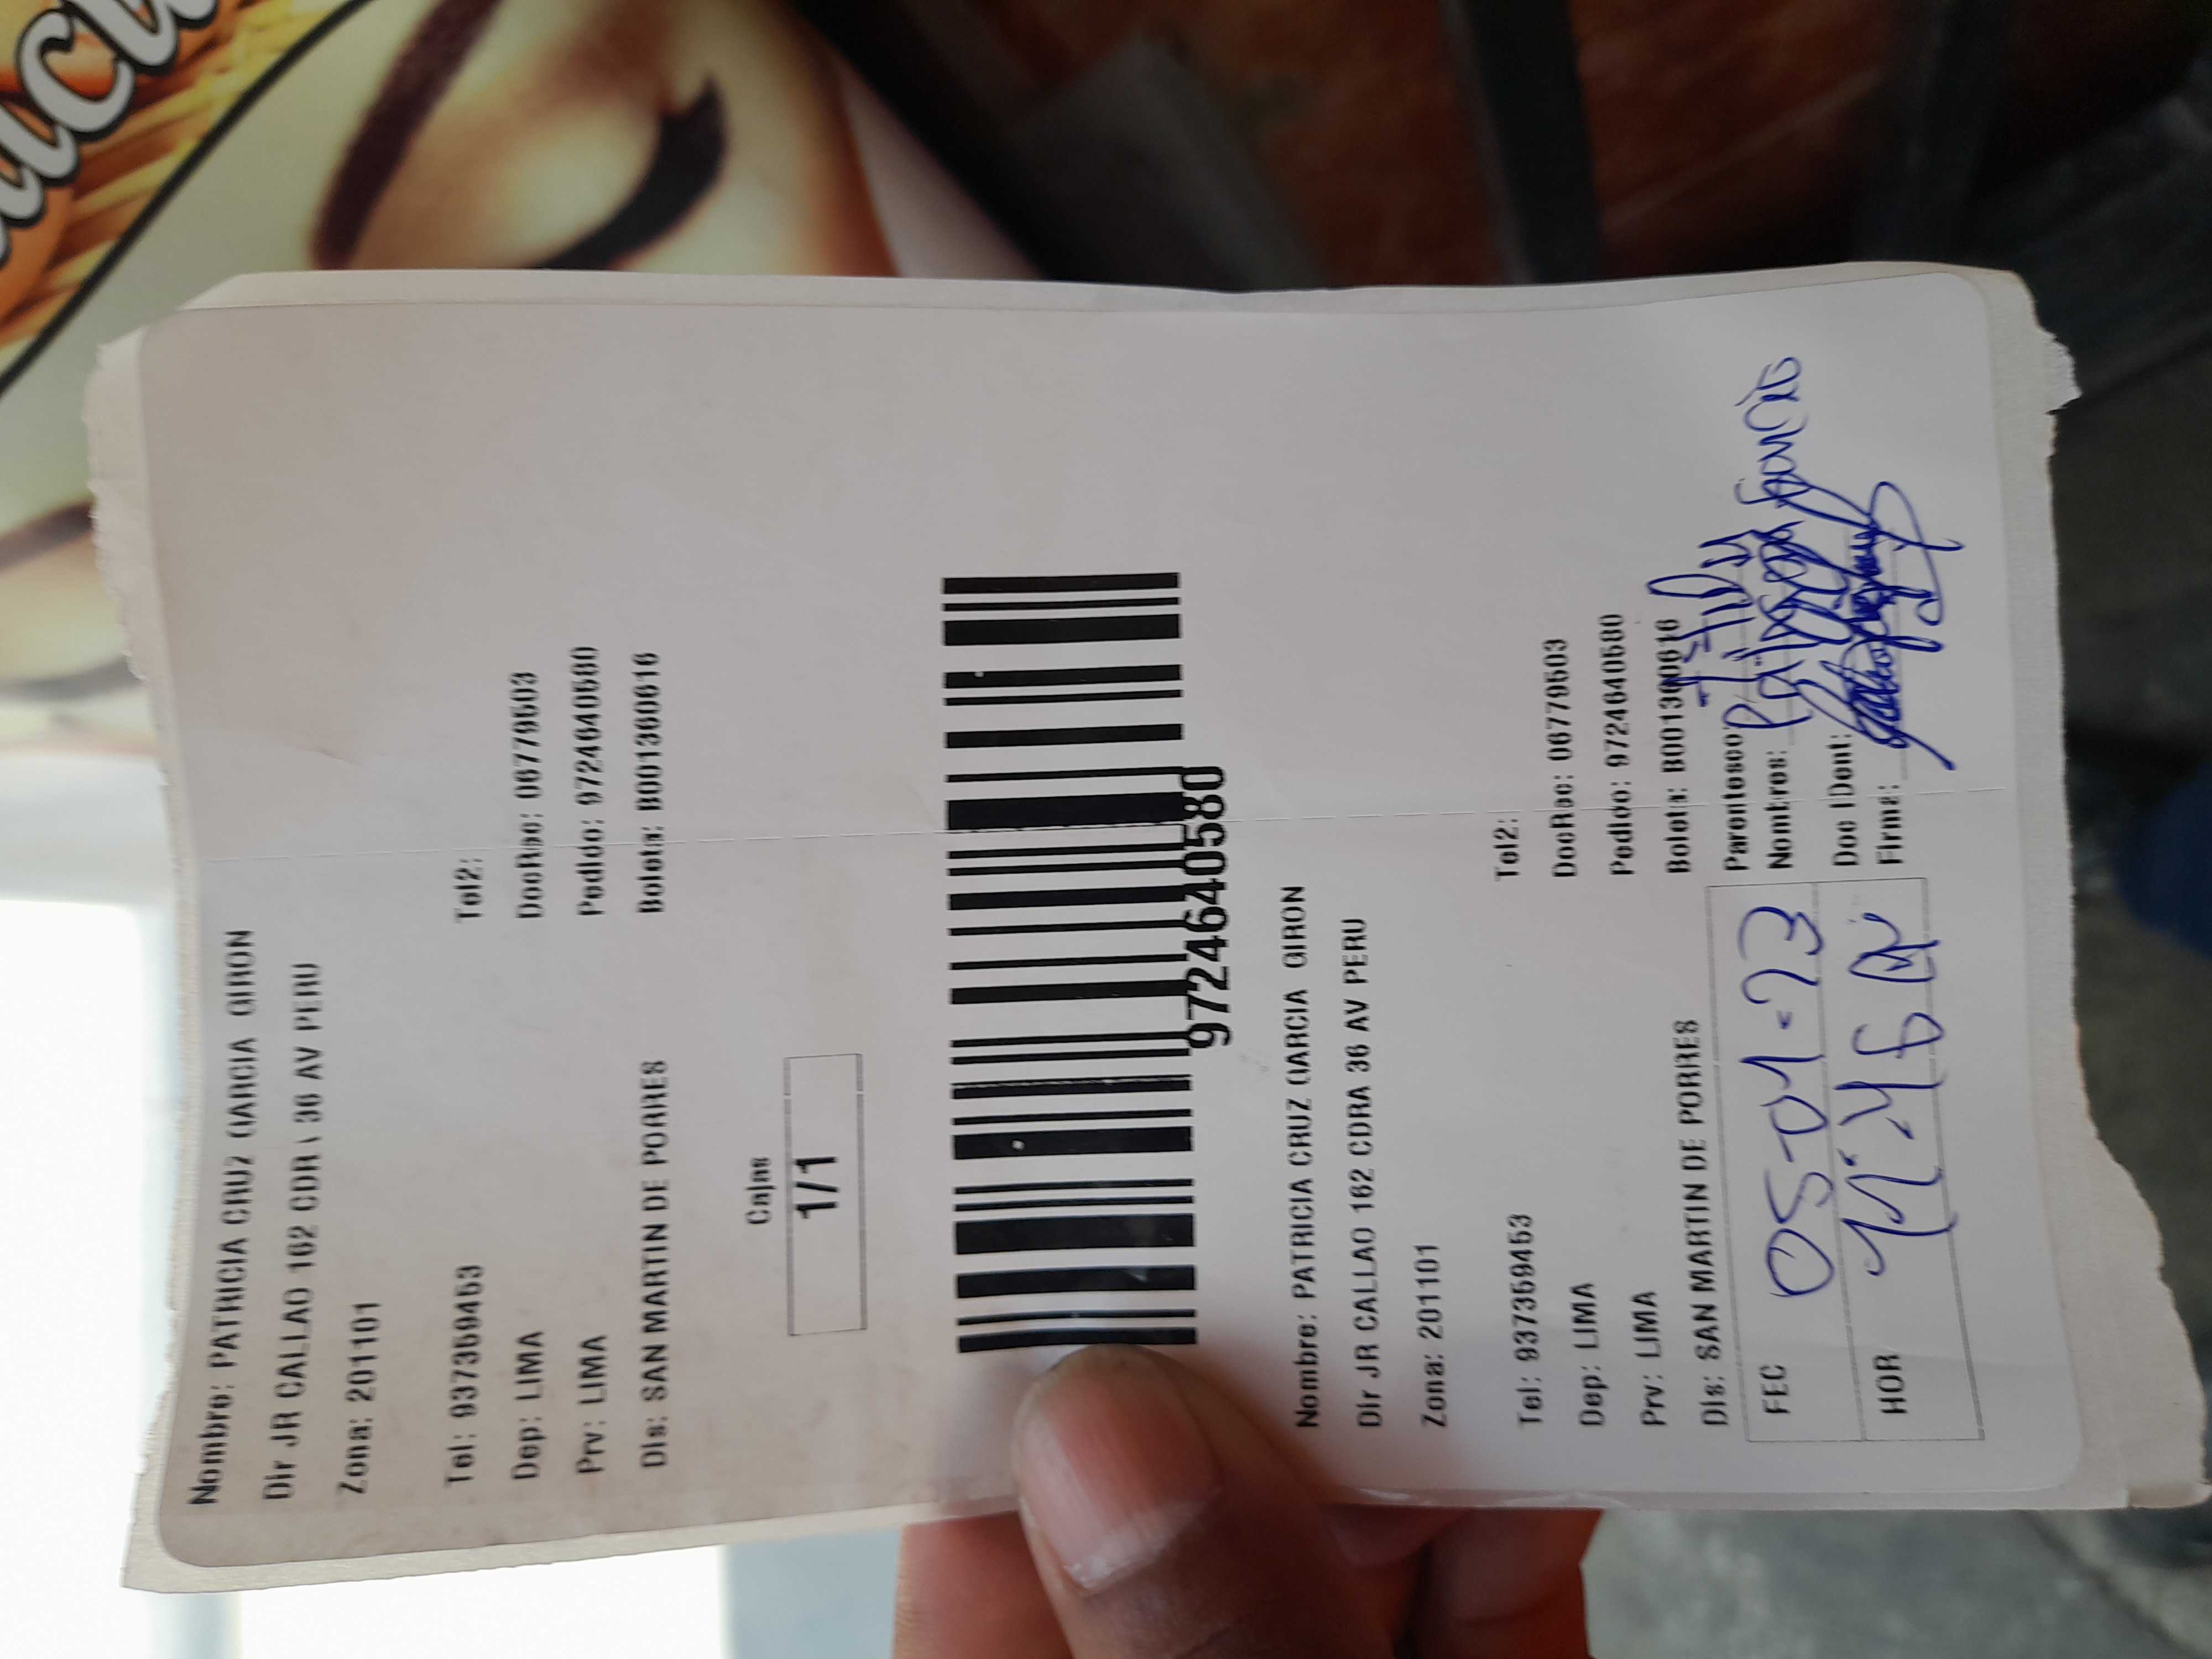 Nombre: PATRICIA CRUZ GARCIA GIRON
Dir JR CALLAO 162 CDRA 36 AV PERU
Zona: 201101
Tel: 937359453 Tel2:
Dep: LIMA DocRec: 06779503
Prv: LIMA Pedido: 9724640580
Dis: SAN MARTIN DE PORRES Boleta: B001360616
Cajas
1/1
9724640580
Nombre: PATRICIA CRUZ GARCIA GIRON
Dir JR CALLAO 162 CDRA 36 AV PERU
Zona: 201101
Tel: 937359453 Tel2:
Dep: LIMA DocRec: 06779503
Prv: LIMA Pedido: 9724640580
Dis: SAN MARTIN DE PORRES Boleta: B001360616
FEC 05-01-23 Parentesco:
Nombres: García
HOR Doc IDent:
Firma: